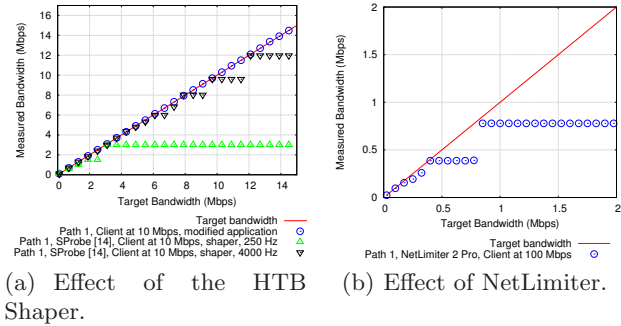 16
14
12
10
8
6
4
2
0
0 2 4 6 8 10 12 14
Measured Bandwidth (Mbps)
Target Bandwidth (Mbps)
Target bandwidth
Path 1, Client at 10 Mbps, modified application
Path 1, SProbe [14], Client at 10 Mbps, shaper, 250 Hz
Path 1, SProbe [14], Client at 10 Mbps, shaper, 4000 Hz
(a) Effect of the HTB
Shaper.
2
1.5
1
0.5
0
0 0.5 1 1.5 2
Measured Bandwidth (Mbps)
Target Bandwidth (Mbps)
Target bandwidth
Path 1, NetLimiter 2 Pro, Client at 100 Mbps
(b) Effect of NetLimiter.